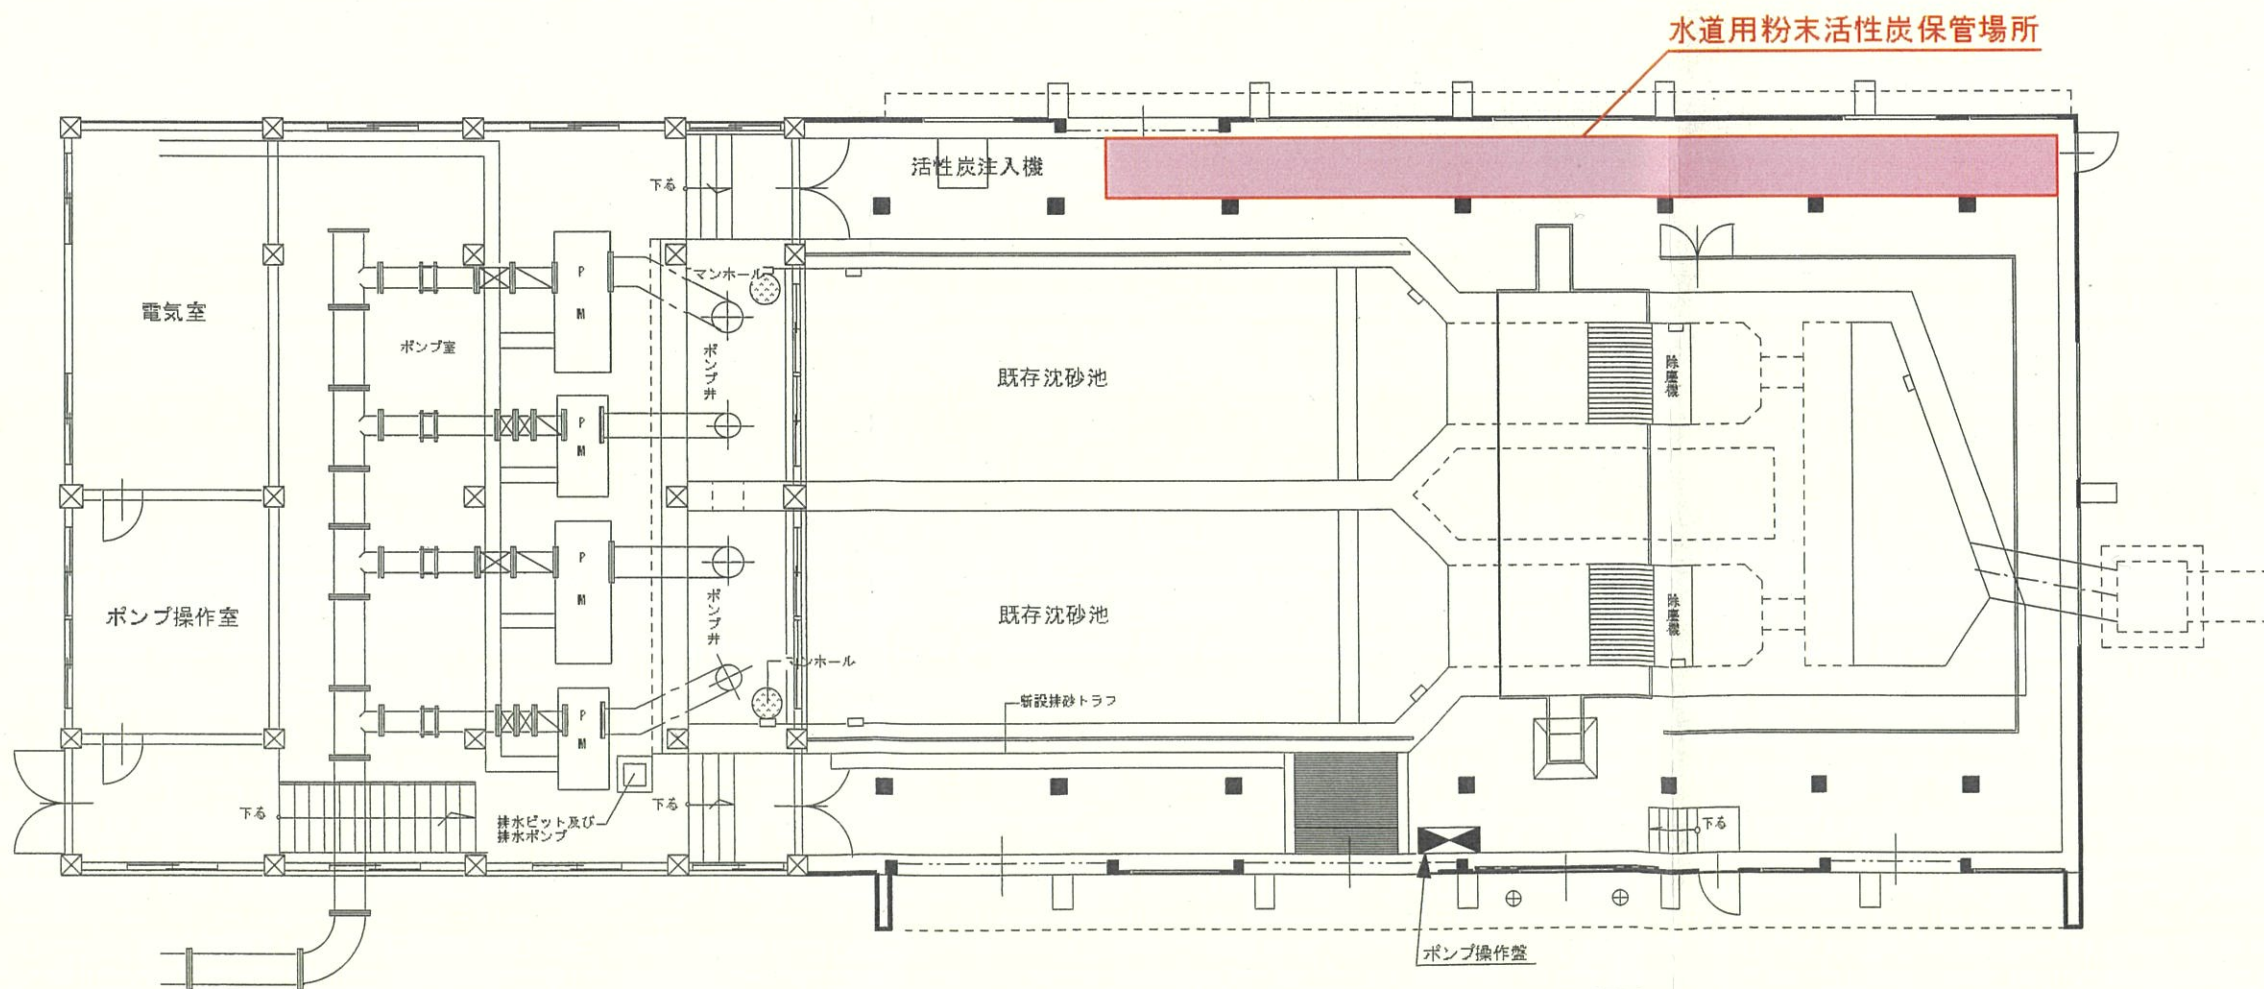 水道用粉末活性炭保管場所
活性炭注入機
下る
マンホール
電気室
ポンプ室
P
M
ポンプ井
既存沈砂池
除塵機
P
M
ポンプ操作室
P
M
ポンプ井
既存沈砂池
除塵機
マンホール
新設排砂トラフ
P
M
下る
排水ピット及び
排水ポンプ
下る
下る
ポンプ操作盤